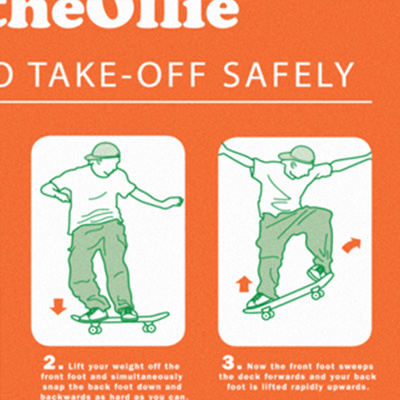 theOllie
D TAKE-OFF SAFELY
2. Lift your weight off the
front foot and simultaneously
snap the back foot down and
backwards as hard as you can.
3. Now the front foot sweeps
the deck forwards and your back
foot is lifted rapidly upwards.